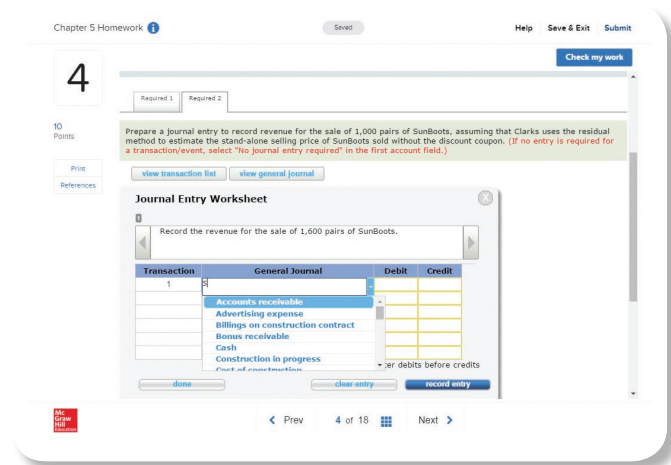 Chapter 5 Homework i
Saved
Help Save & Exit Submit
Check my work
4
10
Points
Print
References
Required 1 Required 2
Prepare a journal entry to record revenue for the sale of 1,000 pairs of SunBoots, assuming that Clarks uses the residual
method to estimate the stand-alone selling price of SunBoots sold without the discount coupon. (If no entry is required for
a transaction/event, select "No journal entry required" in the first account field.)
view transaction list view general journal
Journal Entry Worksheet
X
1
Record the revenue for the sale of 1,600 pairs of SunBoots.
Transaction General Journal Debit Credit
1 S
Accounts receivable
Advertising expense
Billings on construction contract
Bonus receivable
Cash
Construction in progress
Cost of construction
ter debits before credits
done clear entry record entry
Mc
Graw
Hill
Education
Prev 4 of 18 Next